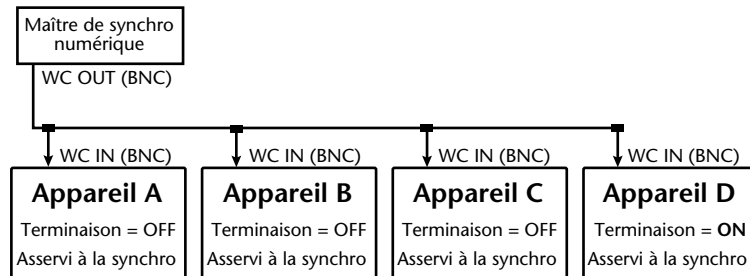 Maître de synchro
numérique
WC OUT (BNC)
WC IN (BNC) WC IN (BNC) WC IN (BNC) WC IN (BNC)
Appareil A Appareil B Appareil C Appareil D
Terminaison = OFF Terminaison = OFF Terminaison = OFF Terminaison = ON
Asservi à la synchro Asservi à la synchro Asservi à la synchro Asservi à la synchro